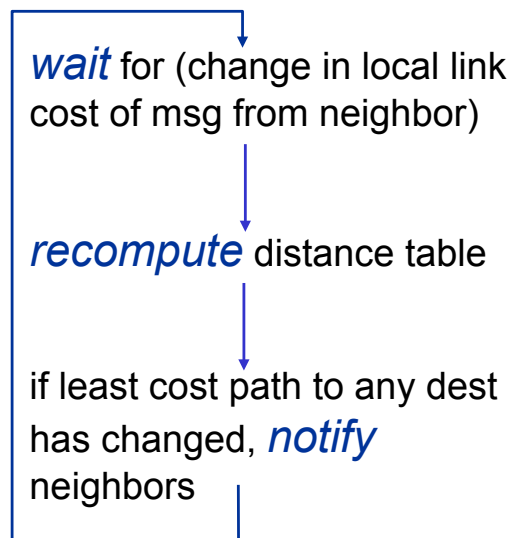 wait for (change in local link
cost of msg from neighbor)
recompute distance table
if least cost path to any dest
has changed, notify
neighbors